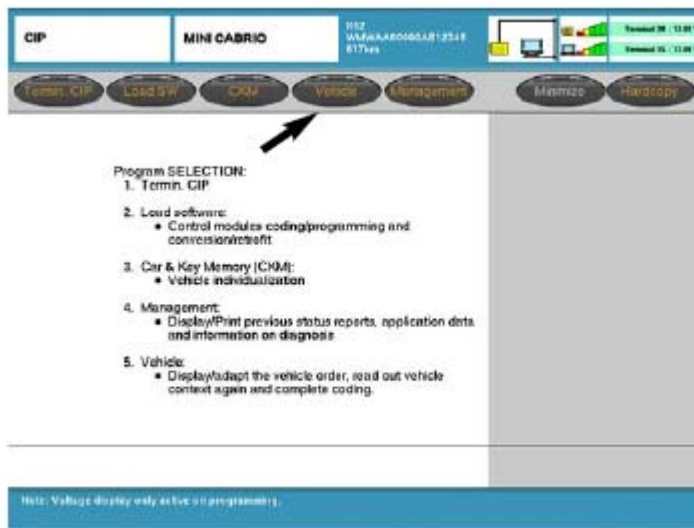 CIP
MINI CABRIO
Termin. CIP
Load SW
CKM
Vehicle
Management
Minimize
Hardcopy
Program SELECTION:
1. Termin. CIP
2. Load software:
• Control modules coding/programming and
conversion/retrofit
3. Car & Key Memory (CKM):
• Vehicle individualization
4. Management:
• Display/Print previous status reports, application data
and information on diagnosis
5. Vehicle:
• Display/adapt the vehicle order, read out vehicle
context again and complete coding.
Note: Voltage display only active on programming.